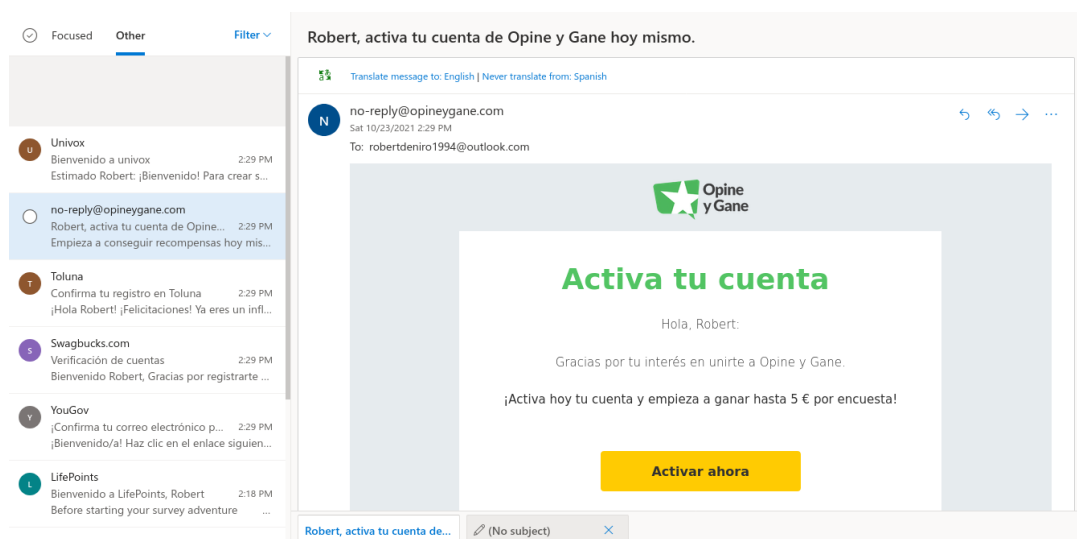 Focused Other Filter
Univox
Bienvenido a univox 2:29 PM
Estimado Robert: ¡Bienvenido! Para crear s...
no-reply@opineygane.com
Robert, activa tu cuenta de Opine... 2:29 PM
Empieza a conseguir recompensas hoy mis...
Toluna
Confirma tu registro en Toluna 2:29 PM
¡Hola Robert! ¡Felicitaciones! Ya eres un infl...
Swagbucks.com
Verificación de cuentas 2:29 PM
Bienvenido Robert, Gracias por registrarte ...
YouGov
¡Confirma tu correo electrónico p... 2:29 PM
¡Bienvenido/a! Haz clic en el enlace siguien...
LifePoints
Bienvenido a LifePoints, Robert 2:18 PM
Before starting your survey adventure ...
U
T
S
Y
L
Robert, activa tu cuenta de Opine y Gane hoy mismo.
Translate message to: English | Never translate from: Spanish
N
no-reply@opineygane.com
Sat 10/23/2021 2:29 PM
To: robertdeniro1994@outlook.com
Opine
y Gane
Activa tu cuenta
Hola, Robert:
Gracias por tu interés en unirte a Opine y Gane.
¡Activa hoy tu cuenta y empieza a ganar hasta 5 € por encuesta!
Activar ahora
Robert, activa tu cuenta de... (No subject)